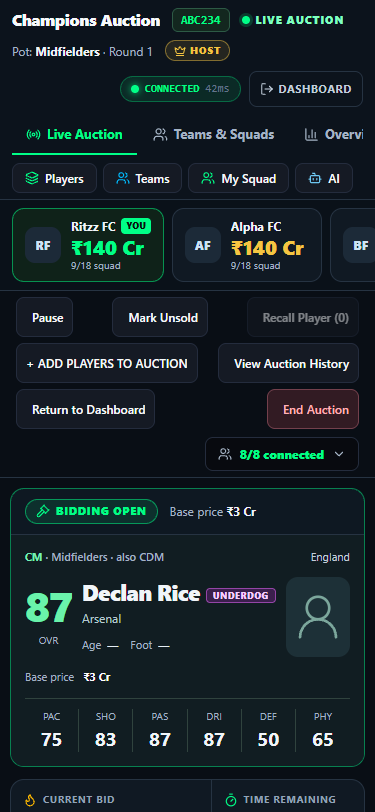 Champions Auction ABC234 LIVE AUCTION
Pot: Midfielders · Round 1 HOST
CONNECTED 42ms DASHBOARD
Live Auction Teams & Squads Overvi
Players Teams My Squad AI
RF Ritzz FC YOU ₹140 Cr 9/18 squad
AF Alpha FC ₹140 Cr 9/18 squad
BF
Pause Mark Unsold Recall Player (0)
+ ADD PLAYERS TO AUCTION View Auction History
Return to Dashboard End Auction
8/8 connected
BIDDING OPEN Base price ₹3 Cr
CM · Midfielders · also CDM England
87 OVR
Declan Rice UNDERDOG
Arsenal
Age — Foot —
Base price ₹3 Cr
PAC SHO PAS DRI DEF PHY
75 83 87 87 50 65
CURRENT BID TIME REMAINING